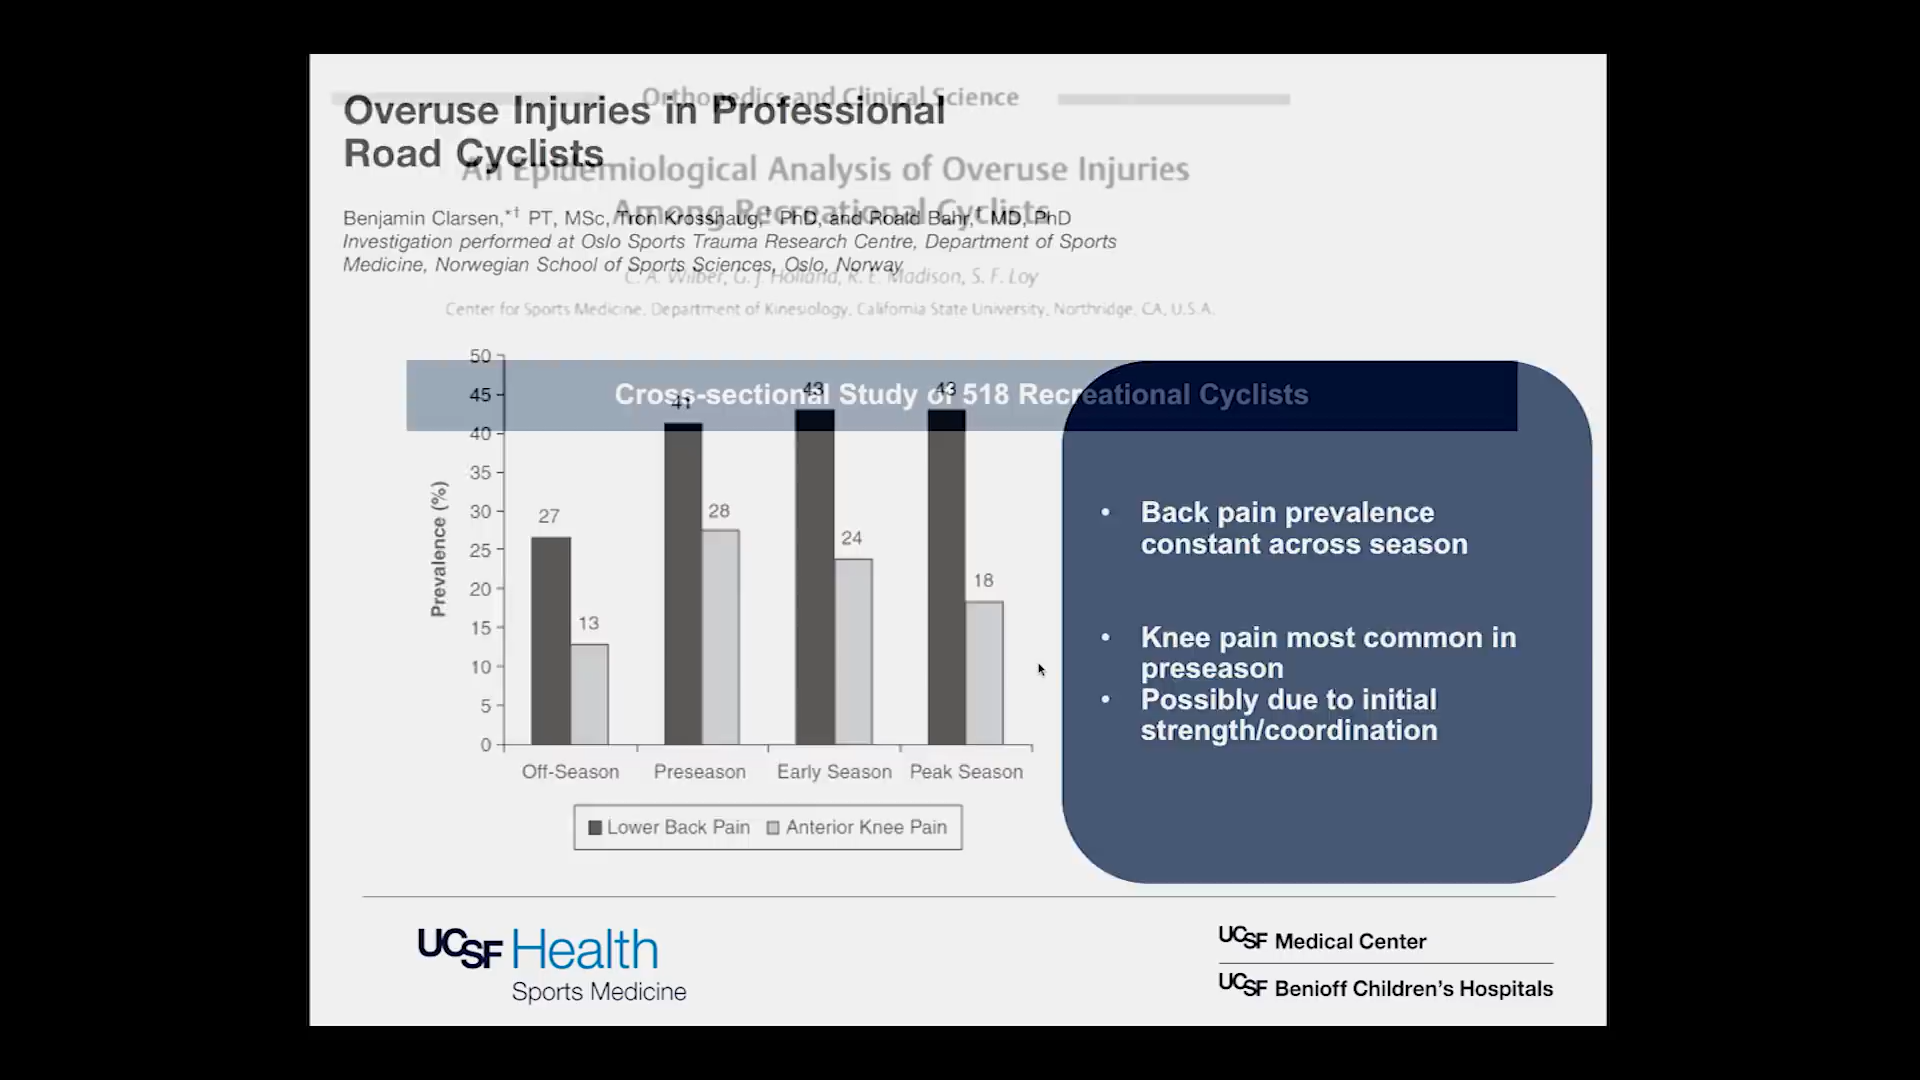 Orthopedics and Clinical Science
Overuse Injuries in Professional
Road Cyclists
An Epidemiological Analysis of Overuse Injuries
Among Recreational Cyclists
Benjamin Clarsen,*† PT, MSc, Tron Krosshaug,† PhD, and Roald Bahr,† MD, PhD
Investigation performed at Oslo Sports Trauma Research Centre, Department of Sports
Medicine, Norwegian School of Sports Sciences, Oslo, Norway
C. A. Wilber, G. J. Holland, R. E. Madison, S. F. Loy
Center for Sports Medicine, Department of Kinesiology, California State University, Northridge, CA, U.S.A.
Cross-sectional Study of 518 Recreational Cyclists
Prevalence (%)
50
45
40
35
30
25
20
15
10
5
0
27
13
41
28
43
24
43
18
Off-Season Preseason Early Season Peak Season
Lower Back Pain Anterior Knee Pain
• Back pain prevalence
constant across season
• Knee pain most common in
preseason
• Possibly due to initial
strength/coordination
UCSF Health
Sports Medicine
UCSF Medical Center
UCSF Benioff Children's Hospitals